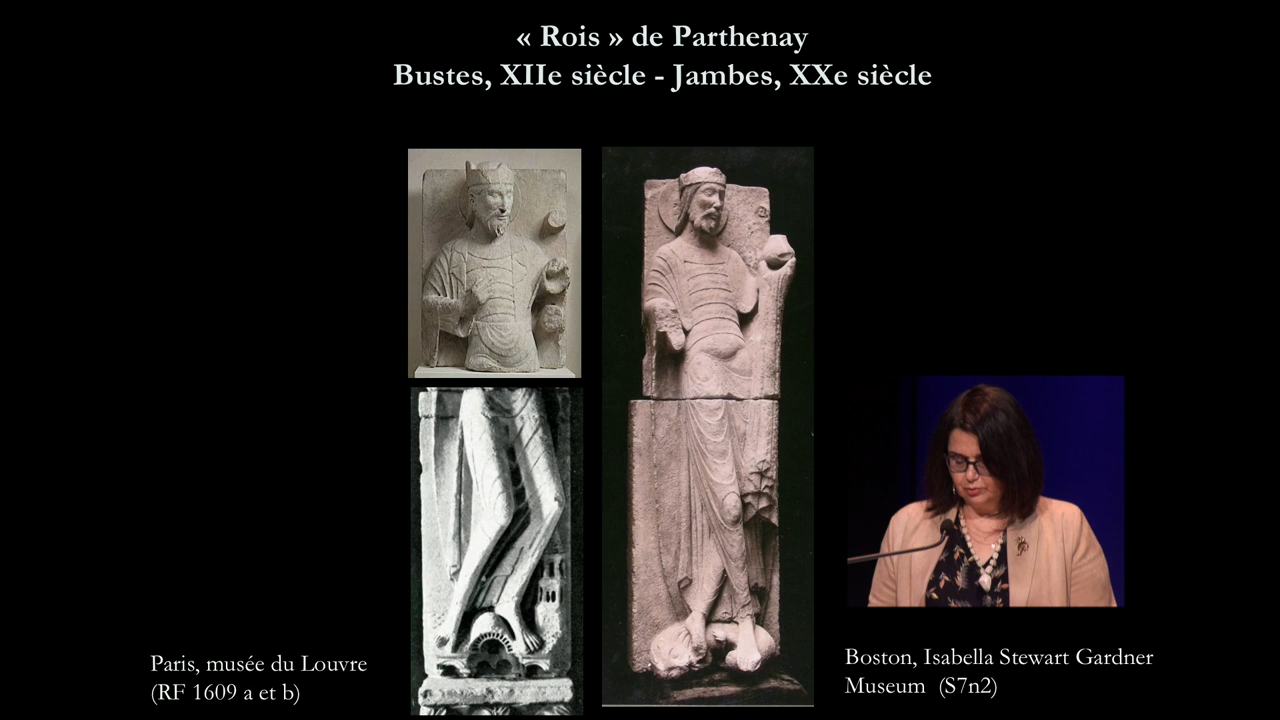 « Rois » de Parthenay
Bustes, XIIe siècle - Jambes, XXe siècle
Paris, musée du Louvre
(RF 1609 a et b)
Boston, Isabella Stewart Gardner
Museum (S7n2)